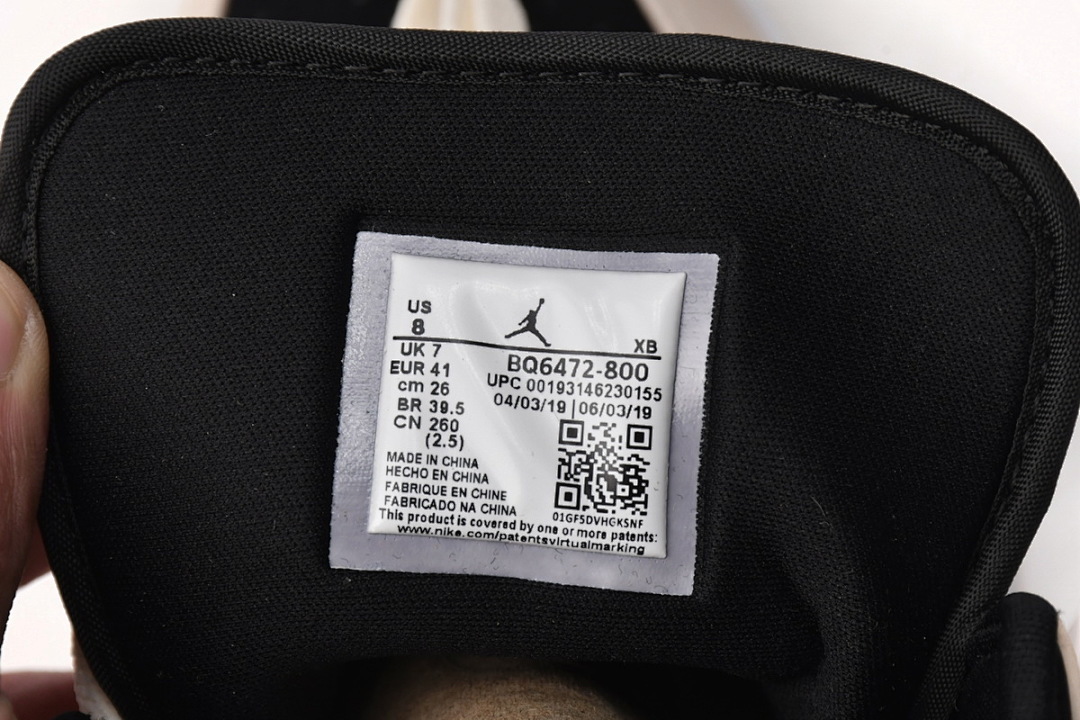 US
8
XB
UK 7
BQ6472-800
EUR 41
UPC 00193146230155
cm 26
04/03/19 | 06/03/19
BR 39.5
CN 260
(2.5)
MADE IN CHINA
HECHO EN CHINA
FABRIQUE EN CHINE
FABRICADO NA CHINA
01GF5DVHGKSNF
This product is covered by one or more patents:
www.nike.com/patentsvirtualmarking